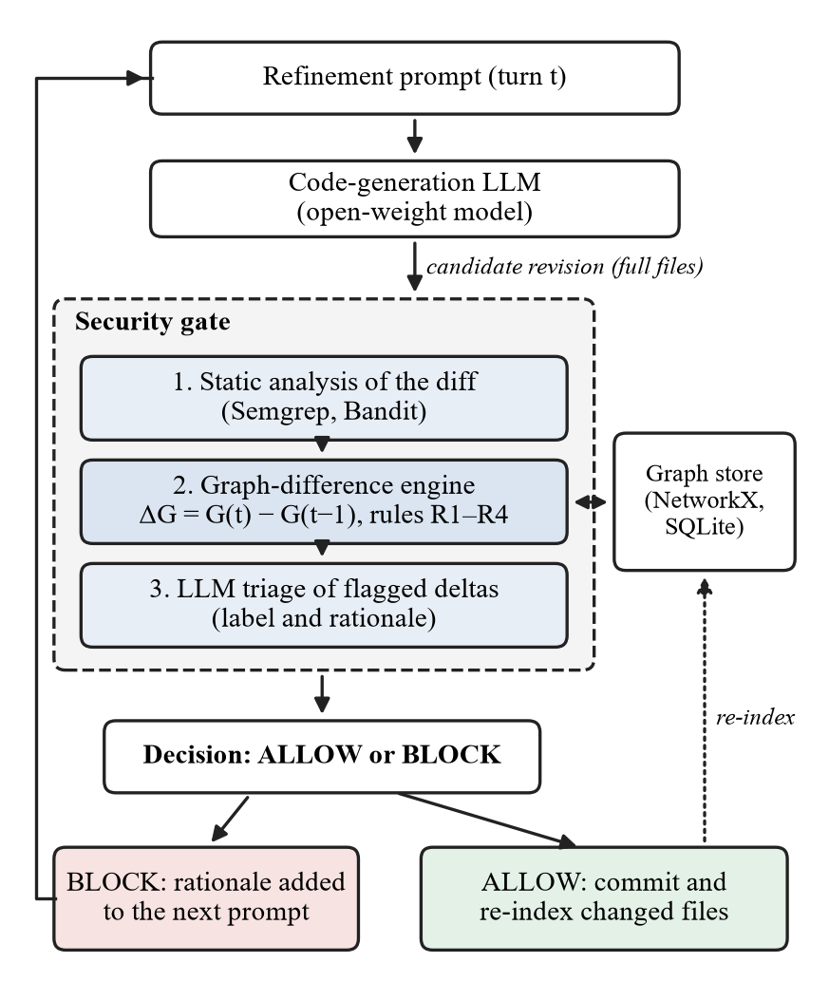 Refinement prompt (turn t)
Code-generation LLM
(open-weight model)
candidate revision (full files)
Security gate
1. Static analysis of the diff
(Semgrep, Bandit)
2. Graph-difference engine
ΔG = G(t) − G(t−1), rules R1–R4
3. LLM triage of flagged deltas
(label and rationale)
Graph store
(NetworkX,
SQLite)
re-index
Decision: ALLOW or BLOCK
BLOCK: rationale added
to the next prompt
ALLOW: commit and
re-index changed files